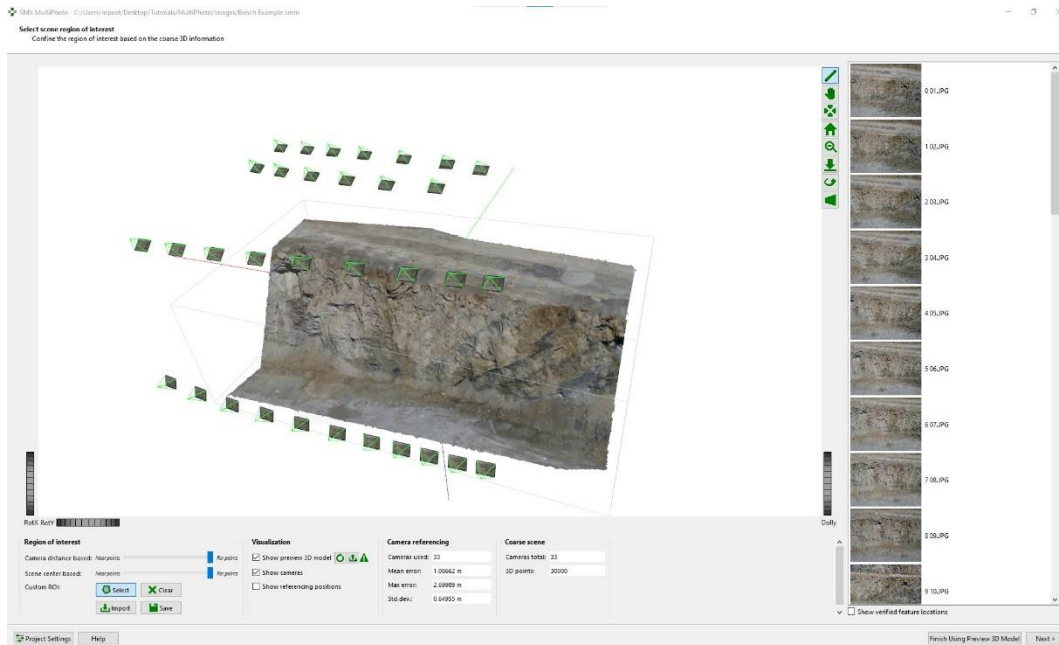 SMX MultiPhoto - C:/Users/mpcot/Desktop/Tutorials/MultiPhoto/Images/Bench Example.smm
Select scene region of interest
Confine the region of interest based on the coarse 3D information
0 01.JPG
1 02.JPG
2 03.JPG
3 04.JPG
4 05.JPG
5 06.JPG
6 07.JPG
7 08.JPG
8 09.JPG
9 10.JPG
RotX RotY
Dolly
Region of interest
Camera distance based: Near points Far points
Scene center based: Near points Far points
Custom ROI: Select Clear
Import Save
Visualization
Show preview 3D model
Show cameras
Show referencing positions
Camera referencing
Cameras used: 33
Mean error: 1.06662 m
Max error: 2.69989 m
Std.dev.: 0.64955 m
Coarse scene
Cameras total: 33
3D points: 30000
Show verified feature locations
Project Settings Help
Finish Using Preview 3D Model Next >